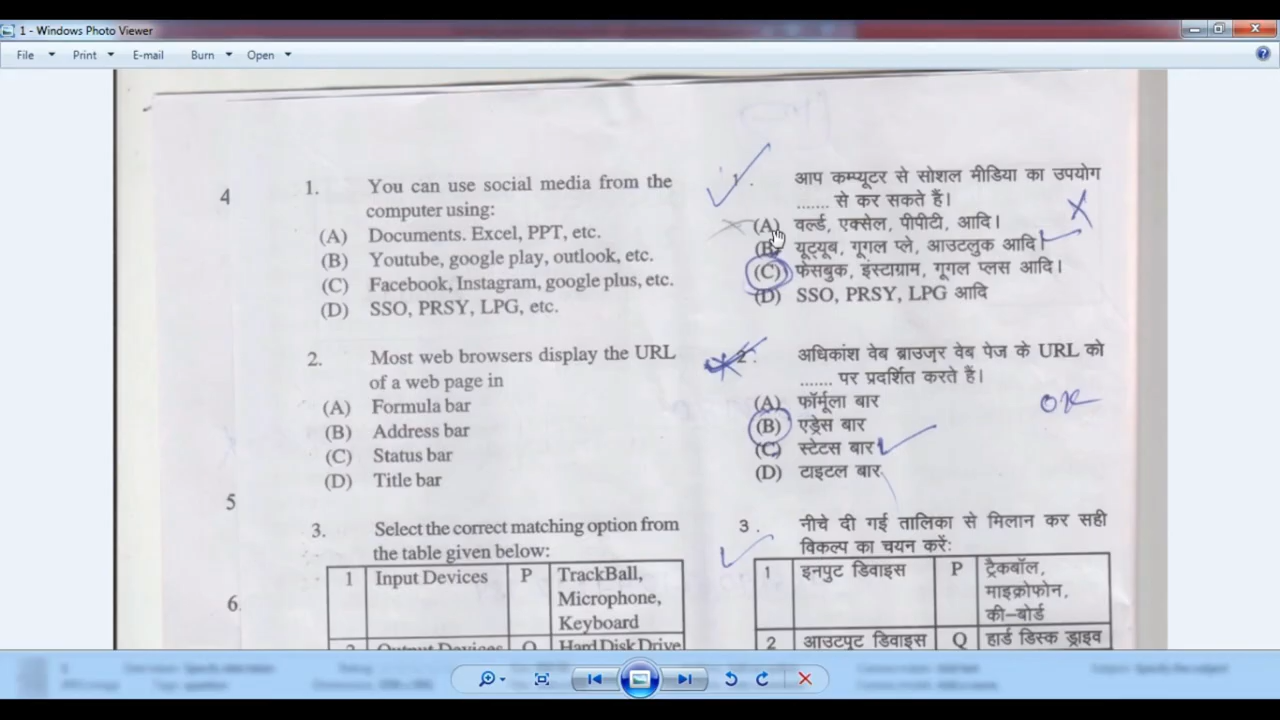 1 - Windows Photo Viewer
File Print E-mail Burn Open
4
1. You can use social media from the
computer using:
(A) Documents. Excel, PPT, etc.
(B) Youtube, google play, outlook, etc.
(C) Facebook, Instagram, google plus, etc.
(D) SSO, PRSY, LPG, etc.
2. Most web browsers display the URL
of a web page in
(A) Formula bar
(B) Address bar
(C) Status bar
(D) Title bar
5
3. Select the correct matching option from
the table given below:
1 Input Devices P TrackBall,
Microphone,
Keyboard
6.
Hard Disk Drive
1. आप कम्प्यूटर से सोशल मीडिया का उपयोग
....... से कर सकते हैं।
(A) वर्ल्ड, एक्सेल, पीपीटी, आदि।
(B) यूट्यूब, गूगल प्ले, आउटलुक आदि।
(C) फेसबुक, इंस्टाग्राम, गूगल प्लस आदि।
(D) SSO, PRSY, LPG आदि
2. अधिकांश वेब ब्राउज़र वेब पेज के URL को
....... पर प्रदर्शित करते हैं।
(A) फॉर्मूला बार
(B) एड्रेस बार
(C) स्टेटस बार
(D) टाइटल बार
OK
3. नीचे दी गई तालिका से मिलान कर सही
विकल्प का चयन करें:
1 इनपुट डिवाइस P ट्रैकबॉल,
माइक्रोफोन,
की-बोर्ड
2 आउटपुट डिवाइस Q हार्ड डिस्क ड्राइव